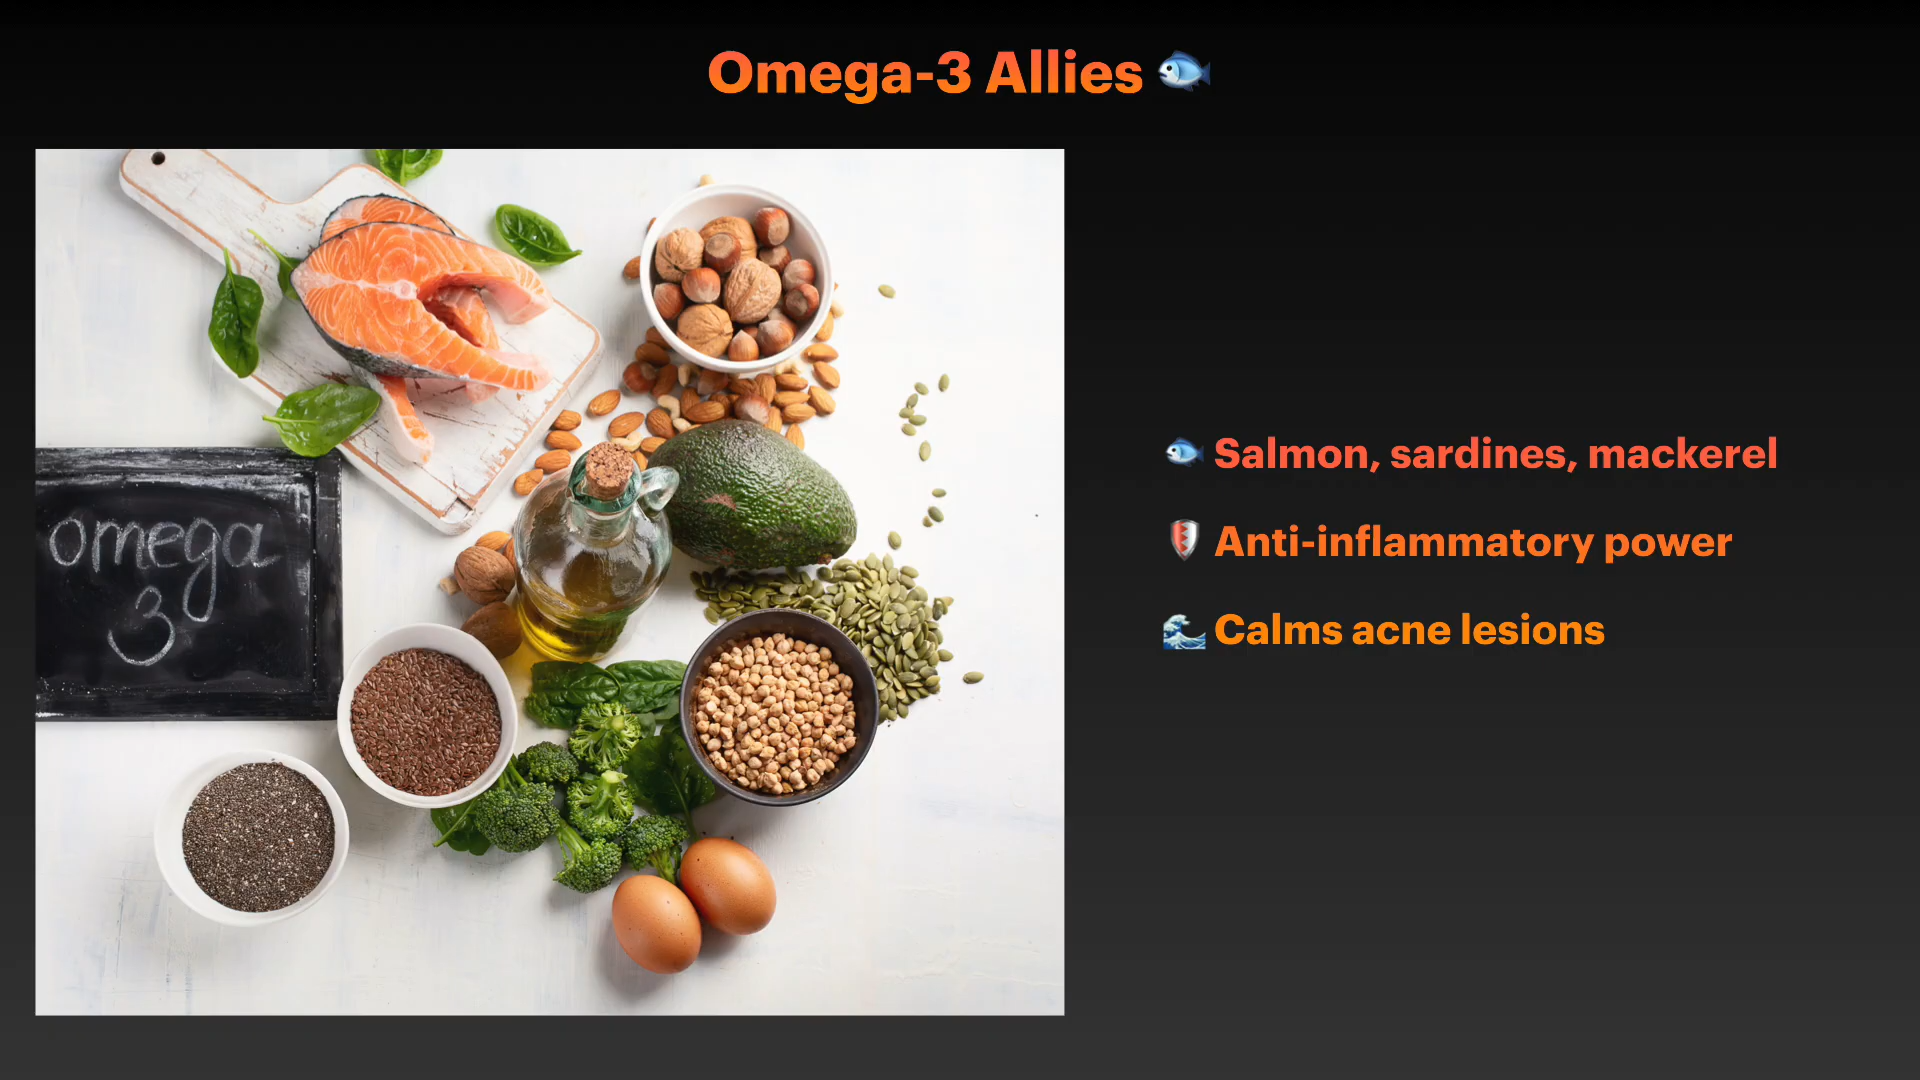 Omega-3 Allies 🐟
omega
3
🐟 Salmon, sardines, mackerel
🛡️ Anti-inflammatory power
🌊 Calms acne lesions